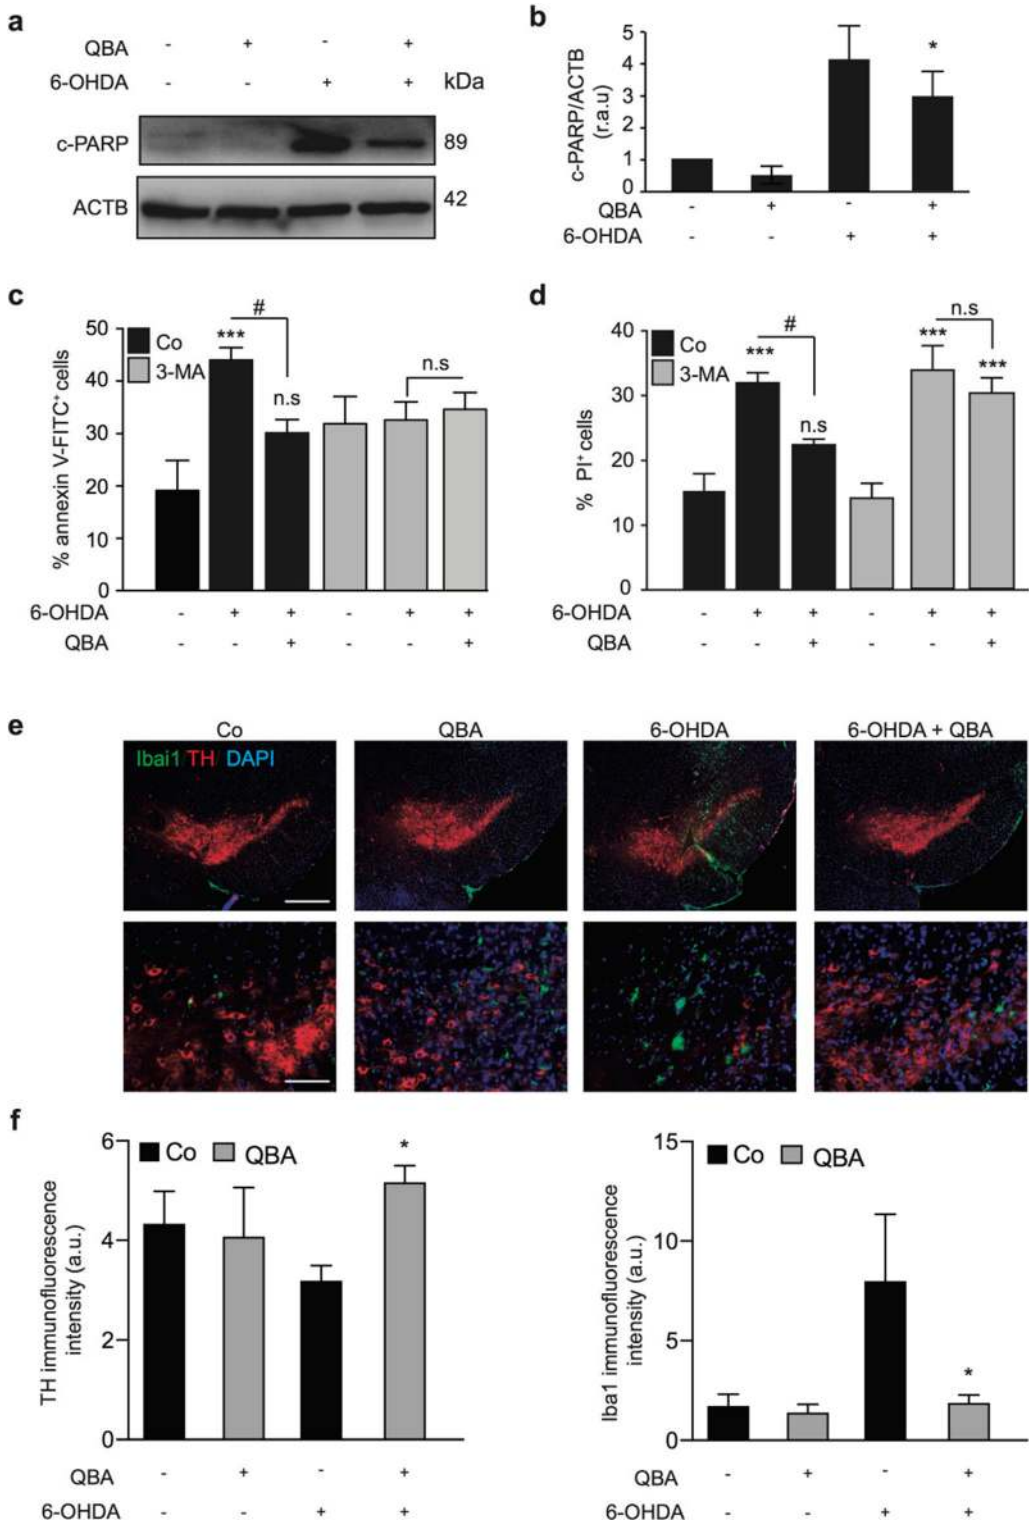 a
QBA - + - +
6-OHDA - - + + kDa
c-PARP 89
ACTB 42
b
c-PARP/ACTB
(r.a.u)
5
4
3
2
1
0
*
QBA - + - +
6-OHDA - - + +
c
% annexin V-FITC+ cells
50
40
30
20
10
0
Co
3-MA
***
#
n.s
n.s
6-OHDA - + + - + +
QBA - - + - - +
d
% PI+ cells
40
30
20
10
0
Co
3-MA
***
#
n.s
***
n.s
***
6-OHDA - + + - + +
QBA - - + - - +
e
Co QBA 6-OHDA 6-OHDA + QBA
Ibai1 TH DAPI
f
TH immunofluorescence
intensity (a.u.)
6
4
2
0
Co QBA
*
QBA - + - +
6-OHDA - - + +
Iba1 immunofluorescence
intensity (a.u.)
15
10
5
0
Co QBA
*
QBA - + - +
6-OHDA - - + +